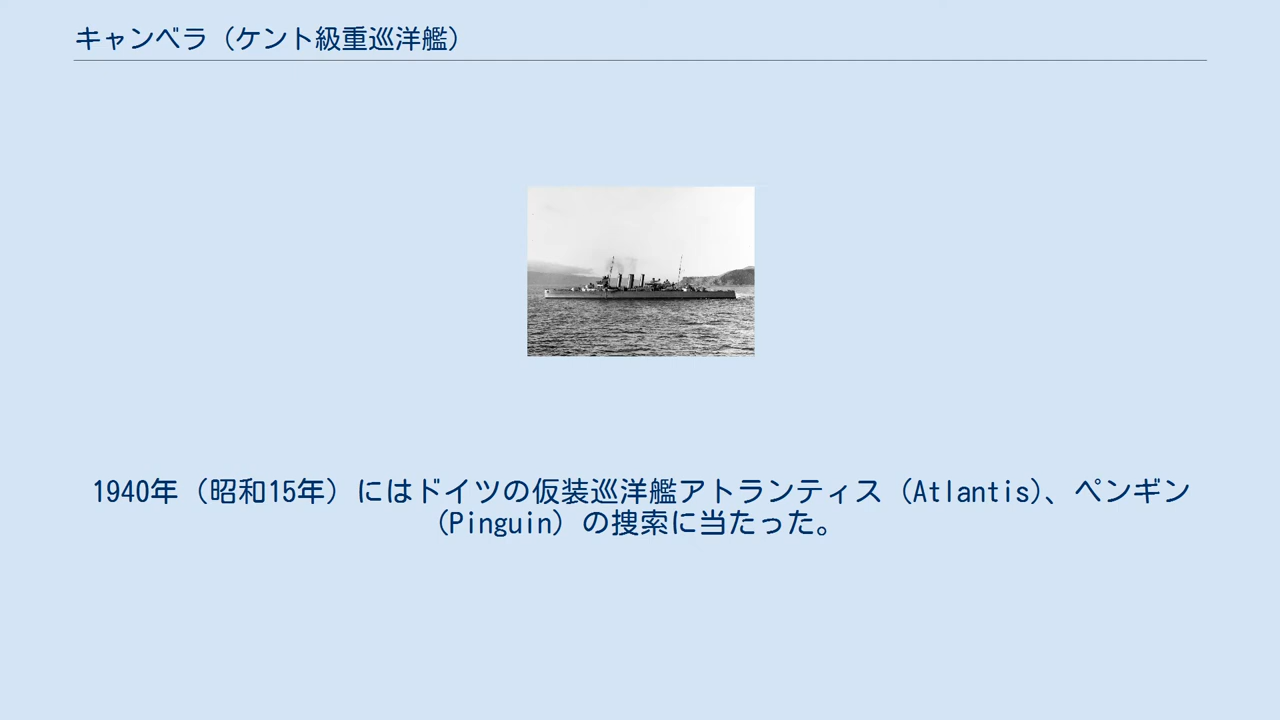 キャンベラ（ケント級重巡洋艦）
1940年（昭和15年）にはドイツの仮装巡洋艦アトランティス（Atlantis)、ペンギン
（Pinguin）の捜索に当たった。